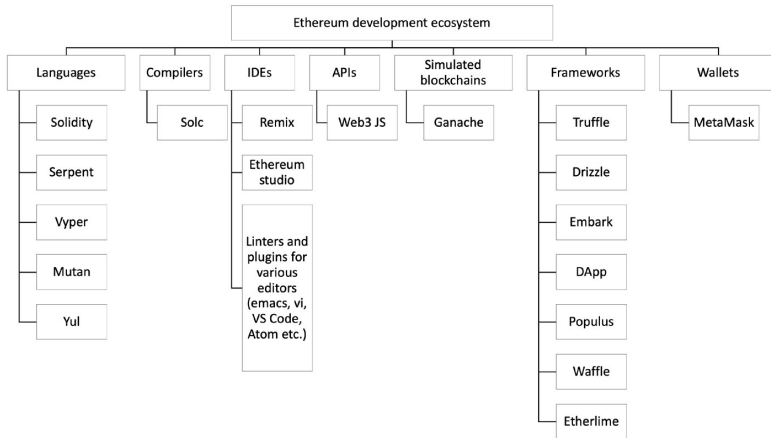 Ethereum development ecosystem
Languages
Compilers
IDEs
APIs
Simulated
blockchains
Frameworks
Wallets
Solidity
Serpent
Vyper
Mutan
Yul
Solc
Remix
Ethereum
studio
Linters and
plugins for
various
editors
(emacs, vi,
VS Code,
Atom etc.)
Web3 JS
Ganache
Truffle
Drizzle
Embark
DApp
Populus
Waffle
Etherlime
MetaMask